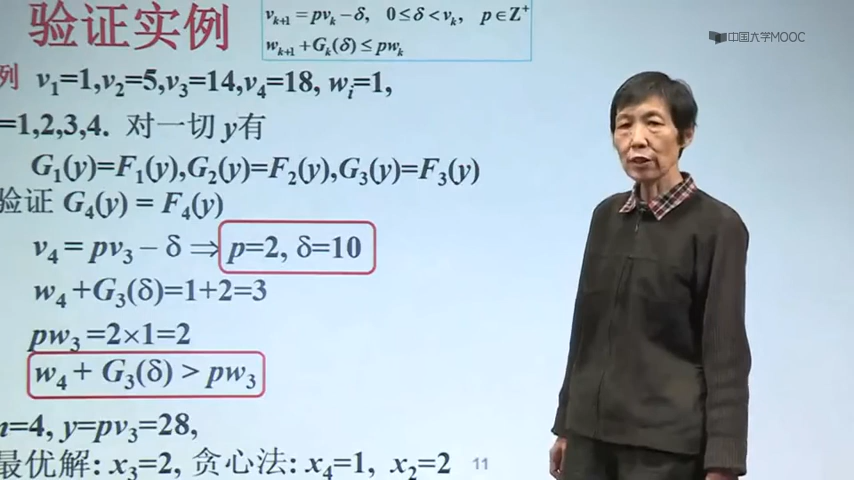 验证实例
v_{k+1} = pv_k − δ, 0≤δ<v_k, p∈Z⁺
w_{k+1} + G_k(δ) ≤ pw_k
中国大学MOOC
例 v₁=1,v₂=5,v₃=14,v₄=18, wᵢ=1,
=1,2,3,4. 对一切 y有
G₁(y)=F₁(y),G₂(y)=F₂(y),G₃(y)=F₃(y)
验证 G₄(y) = F₄(y)
v₄ = pv₃ − δ ⇒ p=2, δ=10
w₄ +G₃(δ)=1+2=3
pw₃ =2×1=2
w₄ + G₃(δ) > pw₃
n=4, y=pv₃=28,
最优解: x₃=2, 贪心法: x₄=1, x₂=2
11